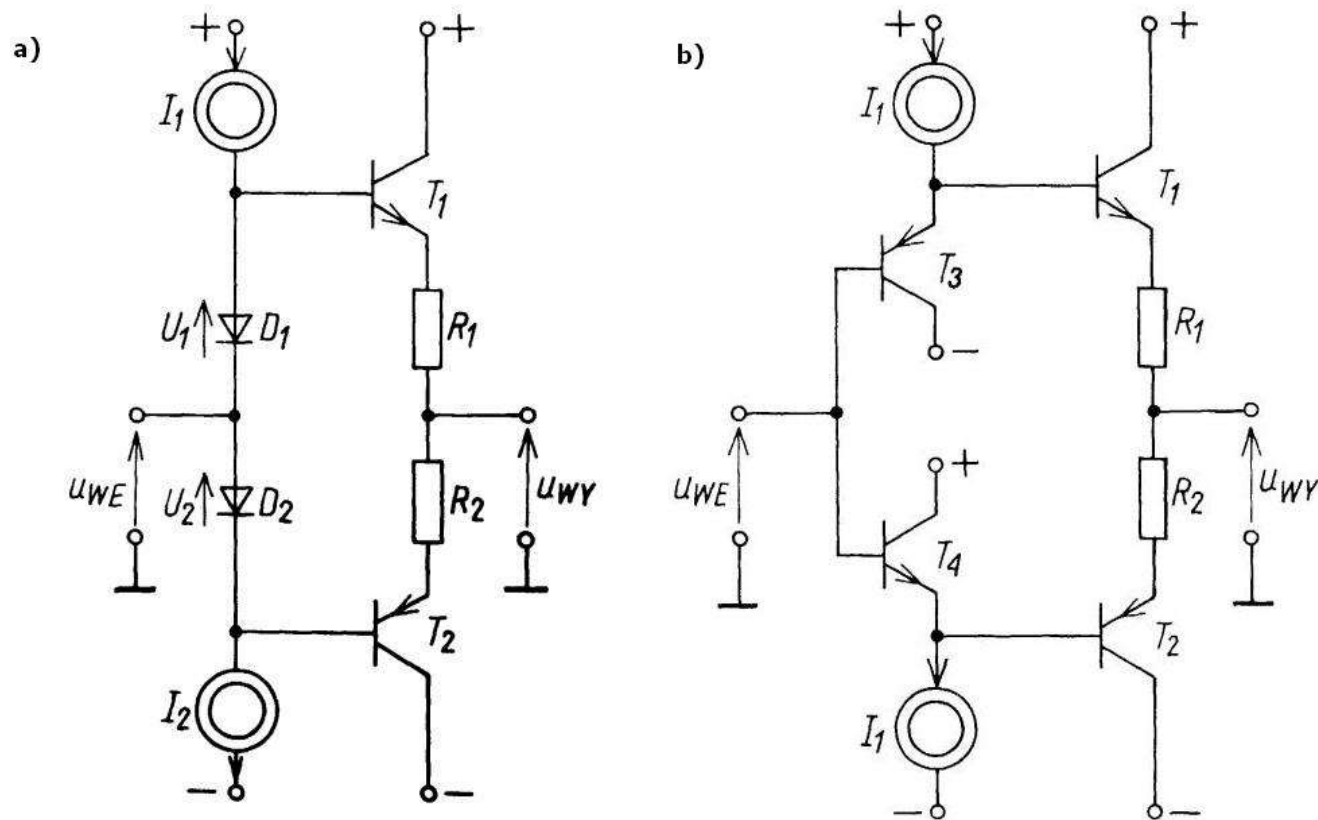 a)
+
+
I1
T1
U1
D1
R1
uWE
uWY
U2
D2
R2
T2
I2
−
−
b)
+
+
I1
T1
T3
R1
−
uWE
uWY
+
R2
T4
T2
I1
−
−